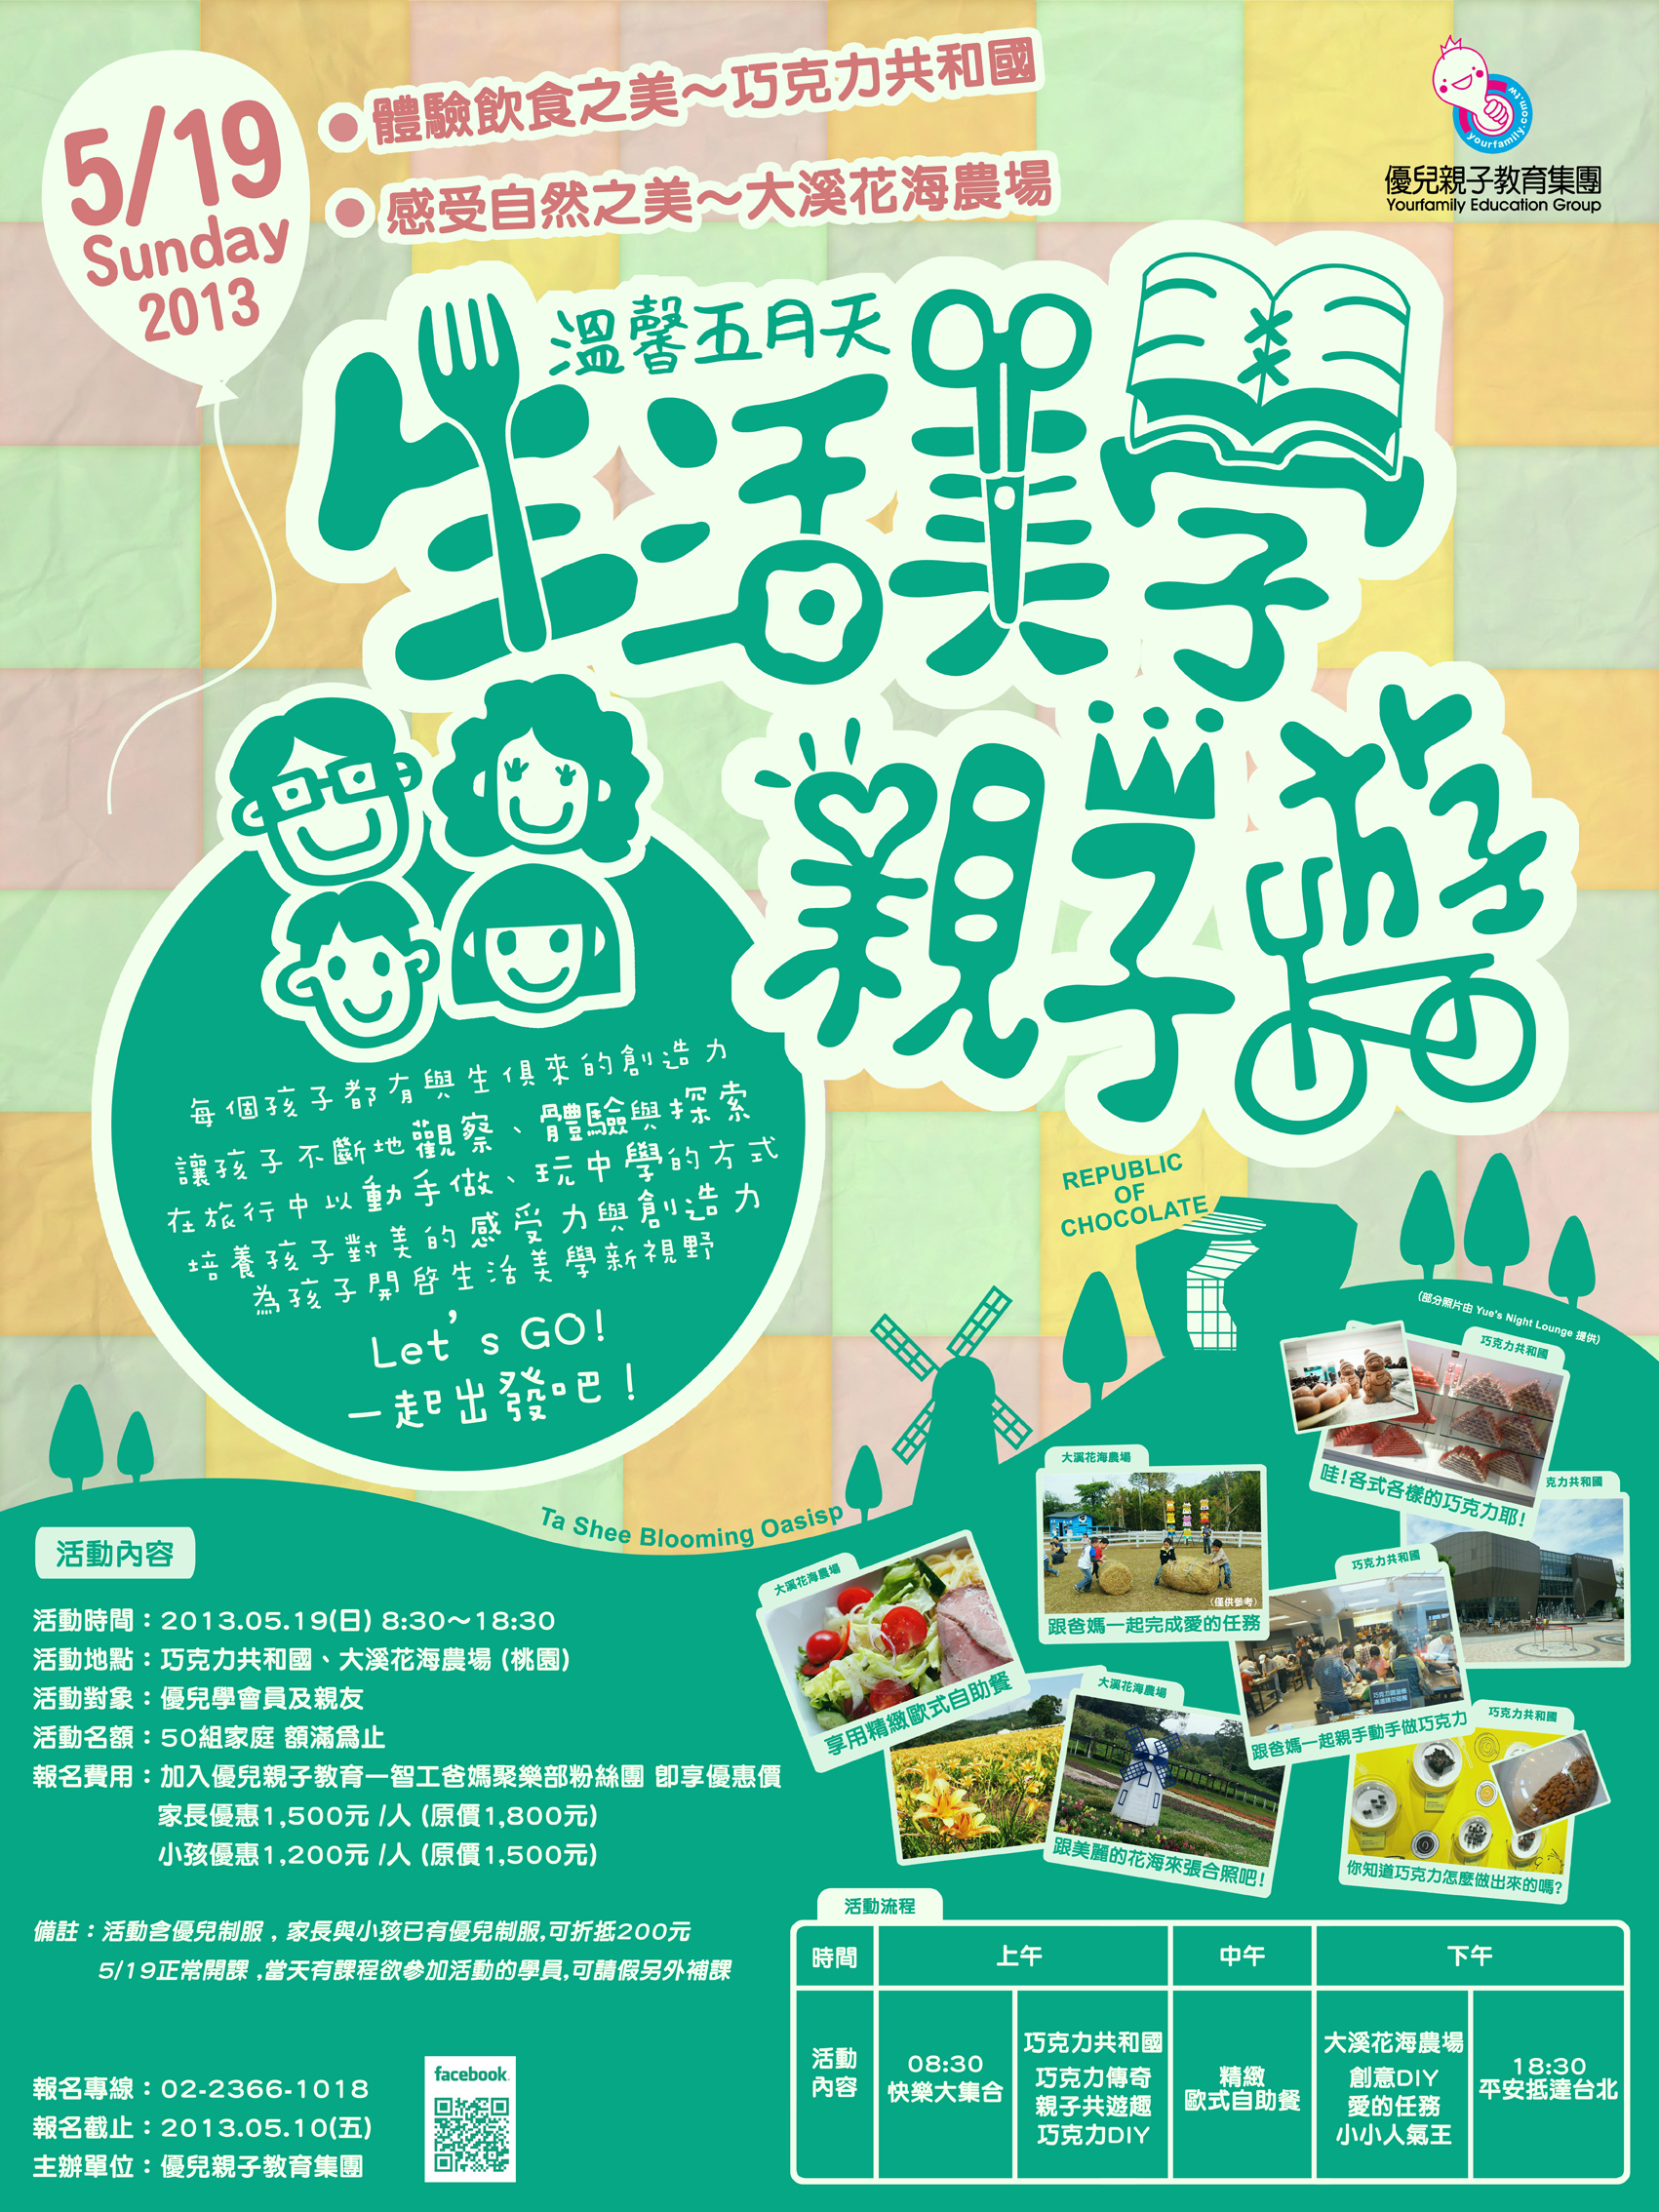 5/19
Sunday
2013
● 體驗飲食之美～巧克力共和國
● 感受自然之美～大溪花海農場
yourfamily.com.tw
優兒親子教育集團
Yourfamily Education Group
溫馨五月天
生活美學
親子遊
每個孩子都有與生俱來的創造力
讓孩子不斷地觀察、體驗與探索
在旅行中以動手做、玩中學的方式
培養孩子對美的感受力與創造力
為孩子開啟生活美學新視野
Let's GO!
一起出發吧!
REPUBLIC
OF
CHOCOLATE
(部分照片由 Yue's Night Lounge 提供)
巧克力共和國
哇!各式各樣的巧克力耶!
克力共和國
Ta Shee Blooming Oasisp
大溪花海農場
(僅供參考)
跟爸媽一起完成愛的任務
大溪花海農場
享用精緻歐式自助餐
巧克力共和國
跟爸媽一起親手動手做巧克力
大溪花海農場
跟美麗的花海來張合照吧!
巧克力共和國
你知道巧克力怎麼做出來的嗎?
活動內容
活動時間：2013.05.19(日) 8:30～18:30
活動地點：巧克力共和國、大溪花海農場 (桃園)
活動對象：優兒學會員及親友
活動名額：50組家庭 額滿為止
報名費用：加入優兒親子教育—智工爸媽聚樂部粉絲團 即享優惠價
家長優惠1,500元 /人 (原價1,800元)
小孩優惠1,200元 /人 (原價1,500元)
備註：活動含優兒制服 , 家長與小孩已有優兒制服,可折抵200元
5/19正常開課 ,當天有課程欲參加活動的學員,可請假另外補課
報名專線：02-2366-1018
報名截止：2013.05.10(五)
主辦單位：優兒親子教育集團
facebook
活動流程
時間
上午
中午
下午
活動
內容
08:30
快樂大集合
巧克力共和國
巧克力傳奇
親子共遊趣
巧克力DIY
精緻
歐式自助餐
大溪花海農場
創意DIY
愛的任務
小小人氣王
18:30
平安抵達台北